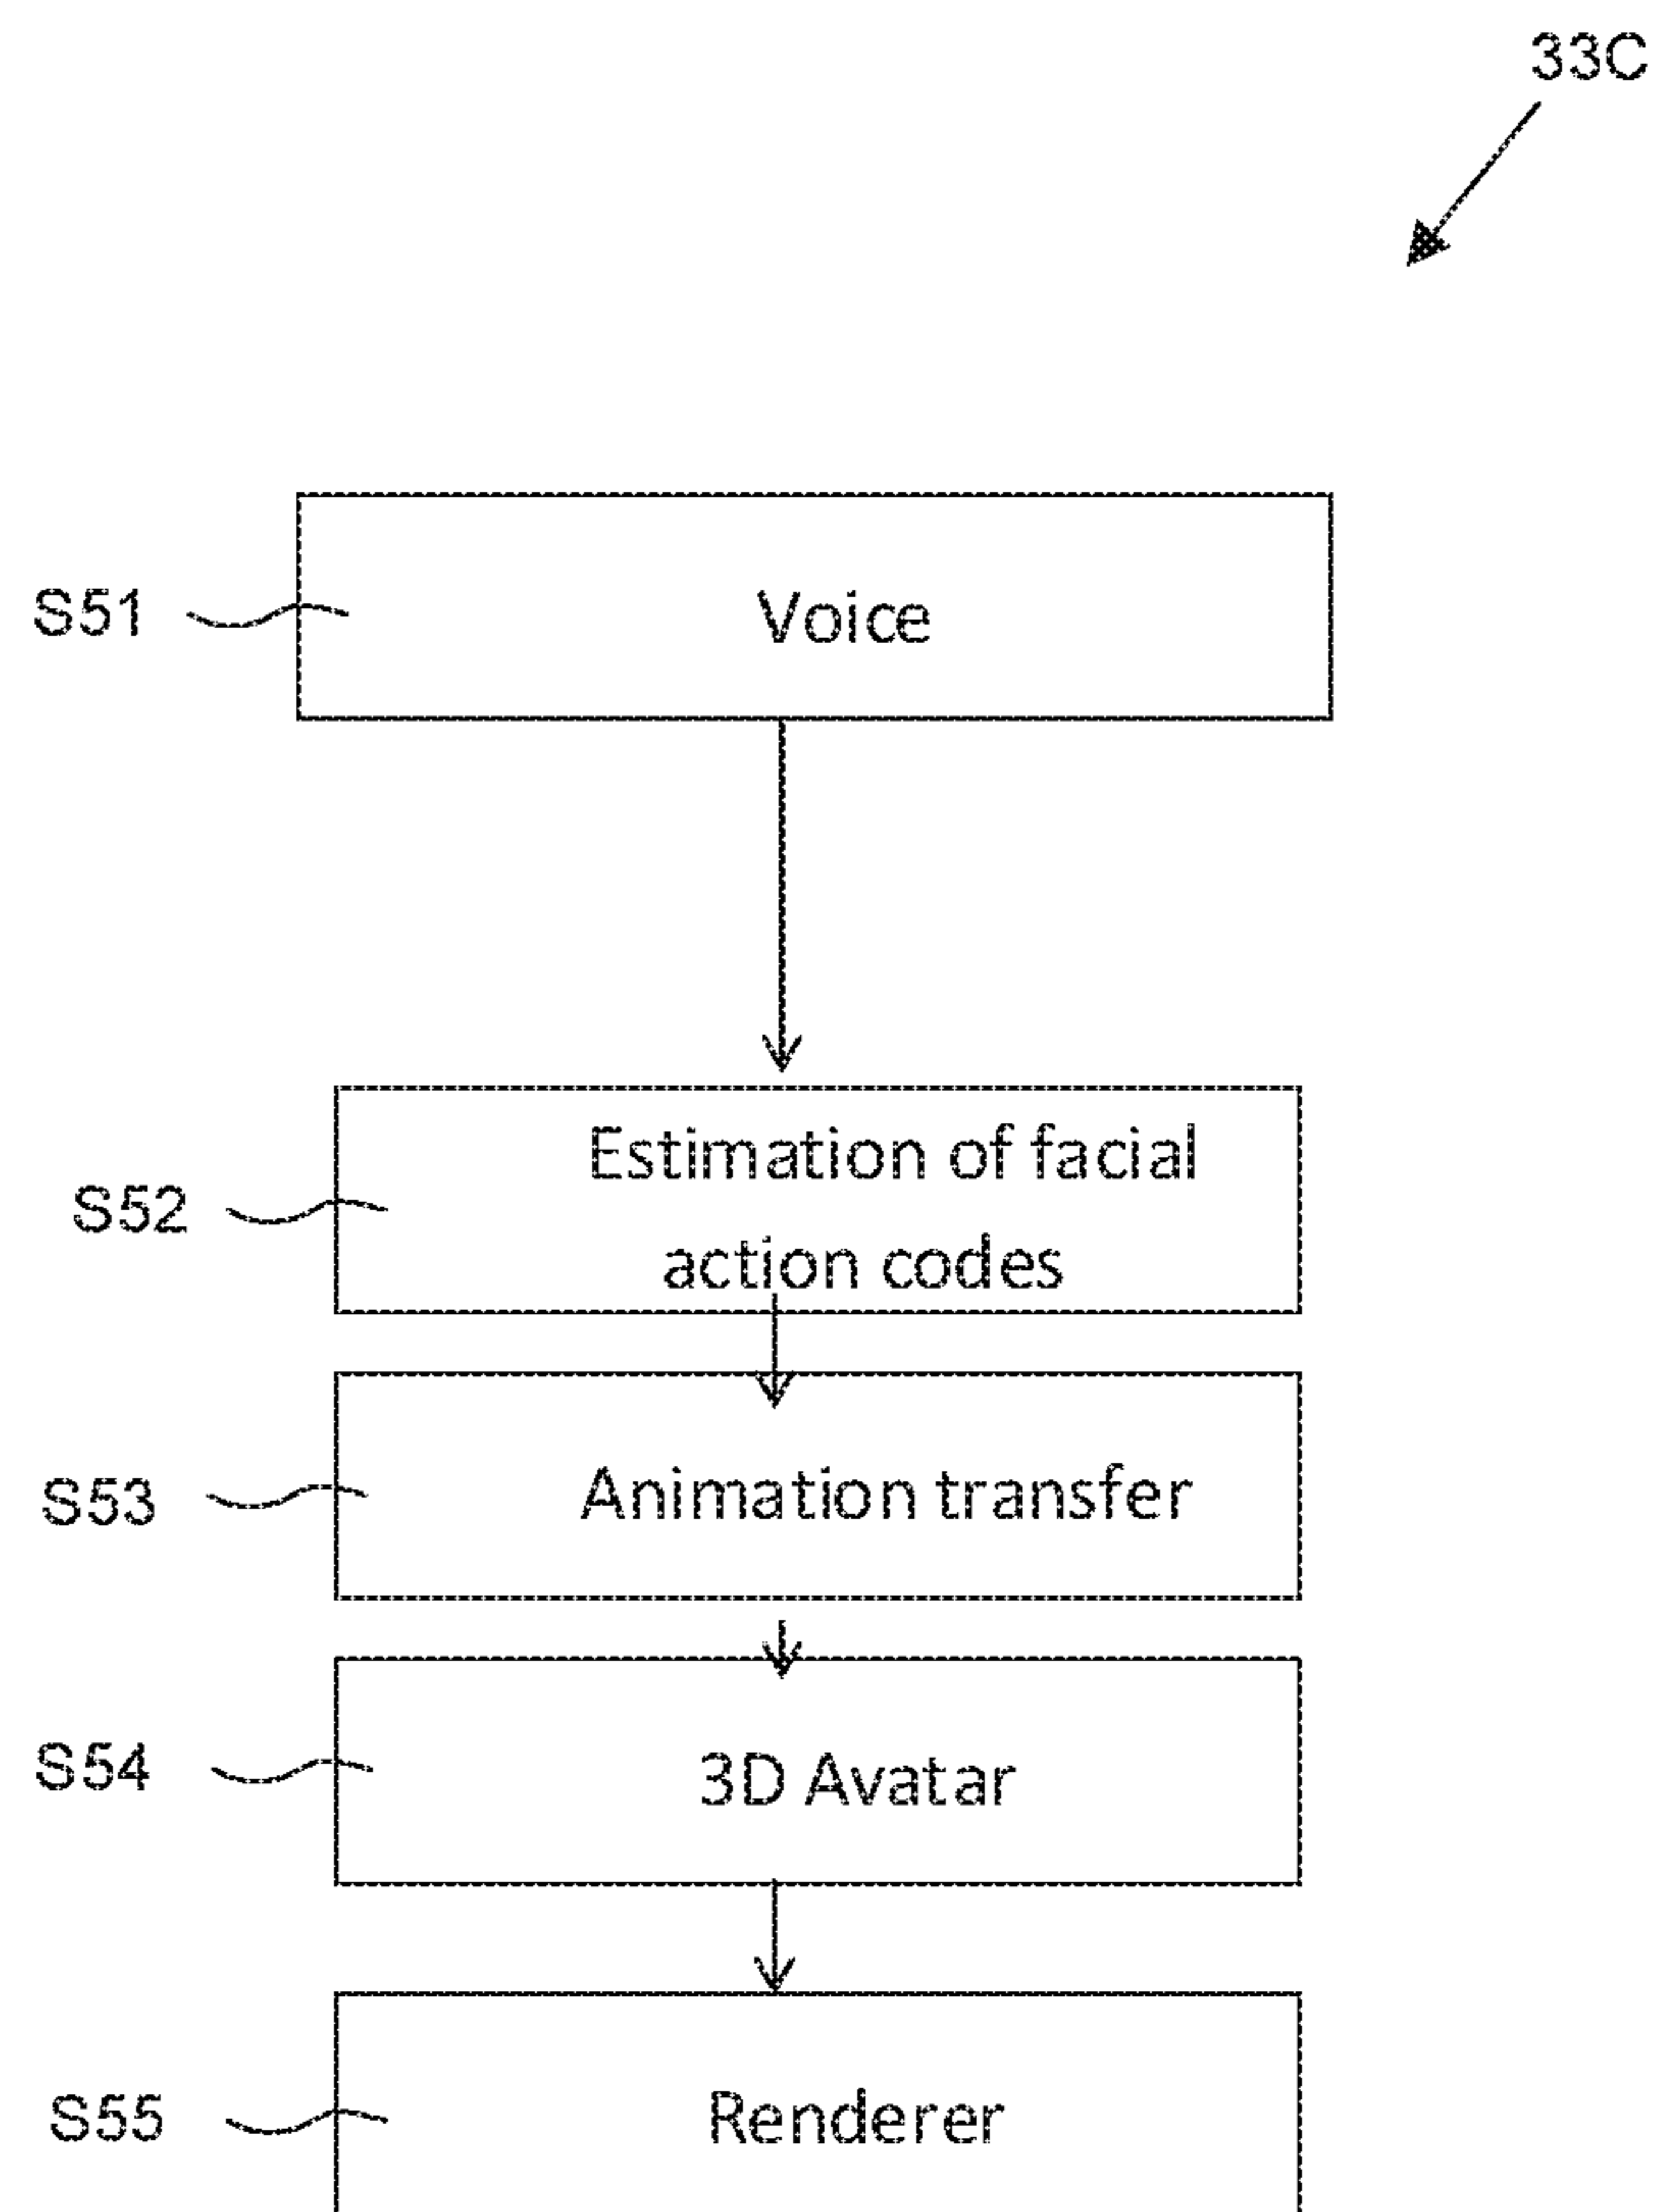 33C
S51
Voice
S52
Estimation of facial
action codes
S53
Animation transfer
S54
3D Avatar
S55
Renderer